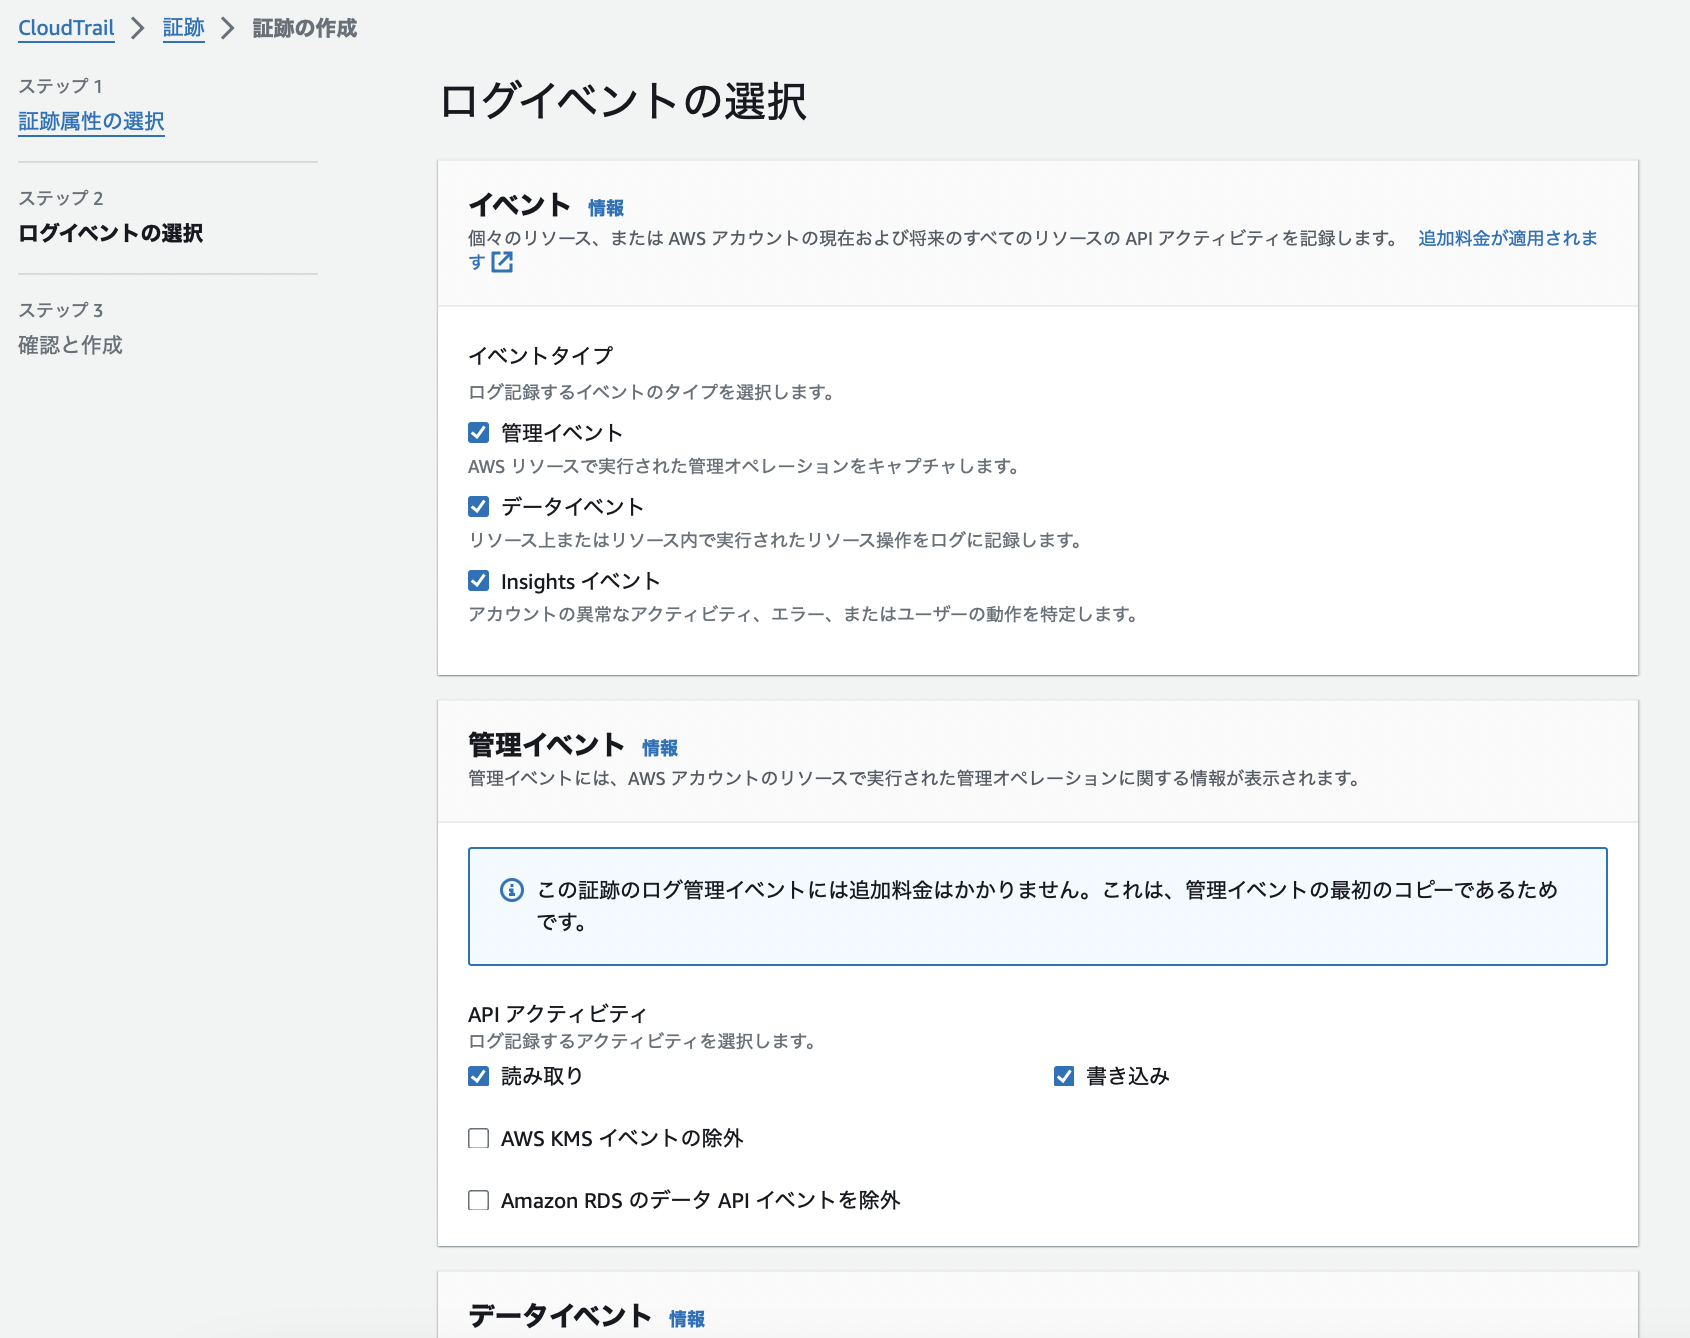 CloudTrail > 証跡 > 証跡の作成
ステップ 1
証跡属性の選択
ステップ 2
ログイベントの選択
ステップ 3
確認と作成
ログイベントの選択
イベント 情報
個々のリソース、または AWS アカウントの現在および将来のすべてのリソースの API アクティビティを記録します。 追加料金が適用されま
す
イベントタイプ
ログ記録するイベントのタイプを選択します。
管理イベント
AWS リソースで実行された管理オペレーションをキャプチャします。
データイベント
リソース上またはリソース内で実行されたリソース操作をログに記録します。
Insights イベント
アカウントの異常なアクティビティ、エラー、またはユーザーの動作を特定します。
管理イベント 情報
管理イベントには、AWS アカウントのリソースで実行された管理オペレーションに関する情報が表示されます。
この証跡のログ管理イベントには追加料金はかかりません。これは、管理イベントの最初のコピーであるため
です。
API アクティビティ
ログ記録するアクティビティを選択します。
読み取り 書き込み
AWS KMS イベントの除外
Amazon RDS のデータ API イベントを除外
データイベント 情報